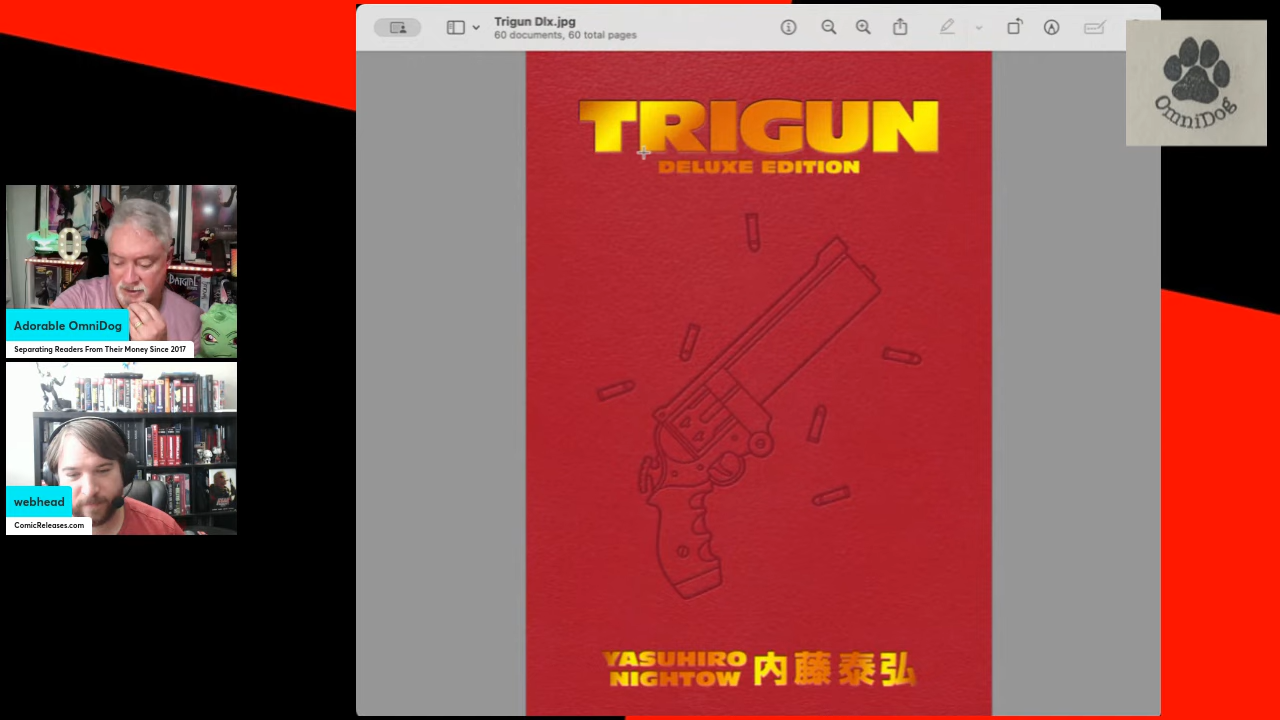 Trigun Dlx.jpg
60 documents, 60 total pages
OmniDog
TRIGUN
DELUXE EDITION
BATGIRL
Adorable OmniDog
Separating Readers From Their Money Since 2017
webhead
ComicReleases.com
YASUHIRO
NIGHTOW
内藤泰弘